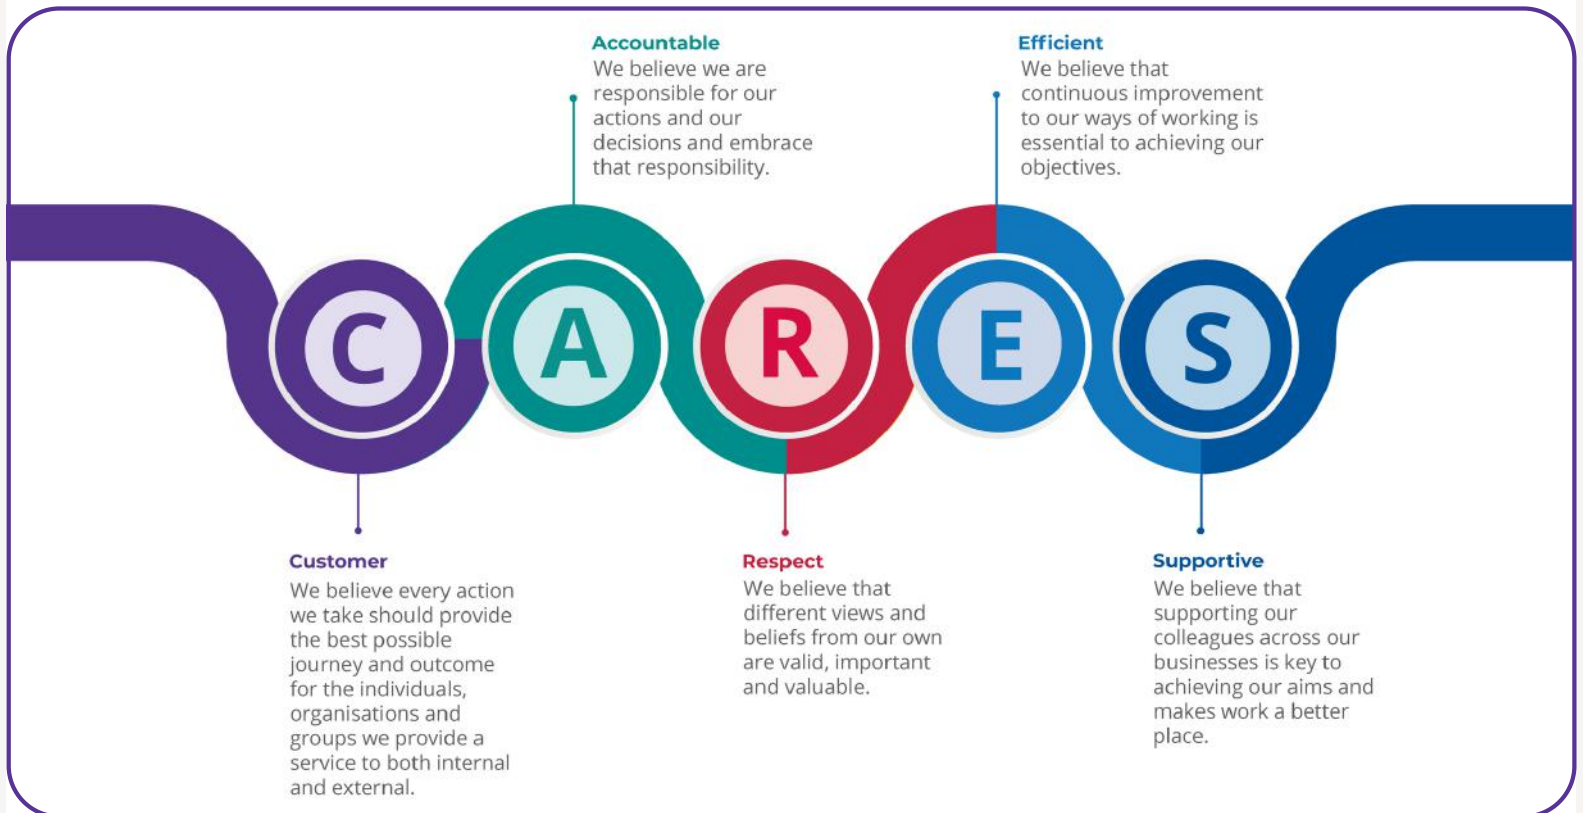 Accountable
We believe we are
responsible for our
actions and our
decisions and embrace
that responsibility.
Efficient
We believe that
continuous improvement
to our ways of working is
essential to achieving our
objectives.
C A R E S
Customer
We believe every action
we take should provide
the best possible
journey and outcome
for the individuals,
organisations and
groups we provide a
service to both internal
and external.
Respect
We believe that
different views and
beliefs from our own
are valid, important
and valuable.
Supportive
We believe that
supporting our
colleagues across our
businesses is key to
achieving our aims and
makes work a better
place.